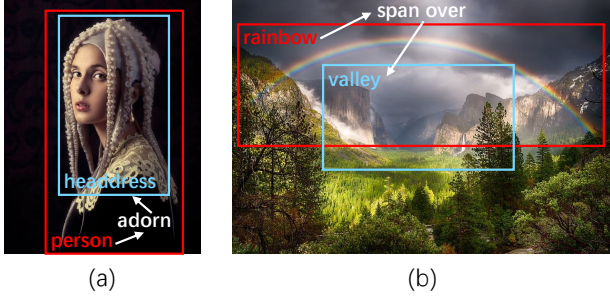 headdress
adorn
person
(a)
span over
rainbow
valley
(b)